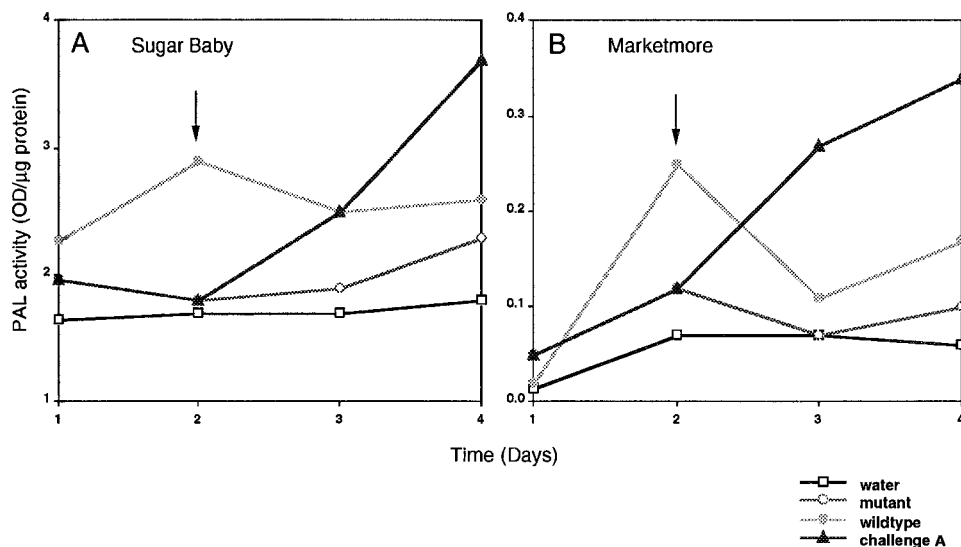 A Sugar Baby
B Marketmore
PAL activity (OD/µg protein)
4
3
2
1
1 2 3 4
0.4
0.3
0.2
0.1
0.0
1 2 3 4
Time (Days)
water
mutant
wildtype
challenge A